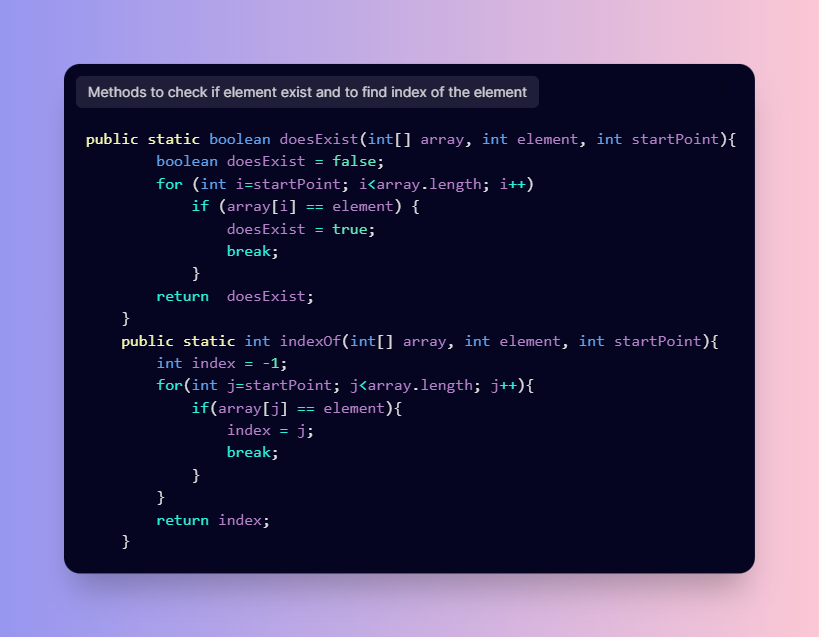 Methods to check if element exist and to find index of the element
public static boolean doesExist(int[] array, int element, int startPoint){
        boolean doesExist = false;
        for (int i=startPoint; i<array.length; i++)
            if (array[i] == element) {
                doesExist = true;
                break;
            }
        return  doesExist;
    }
    public static int indexOf(int[] array, int element, int startPoint){
        int index = -1;
        for(int j=startPoint; j<array.length; j++){
            if(array[j] == element){
                index = j;
                break;
            }
        }
        return index;
    }